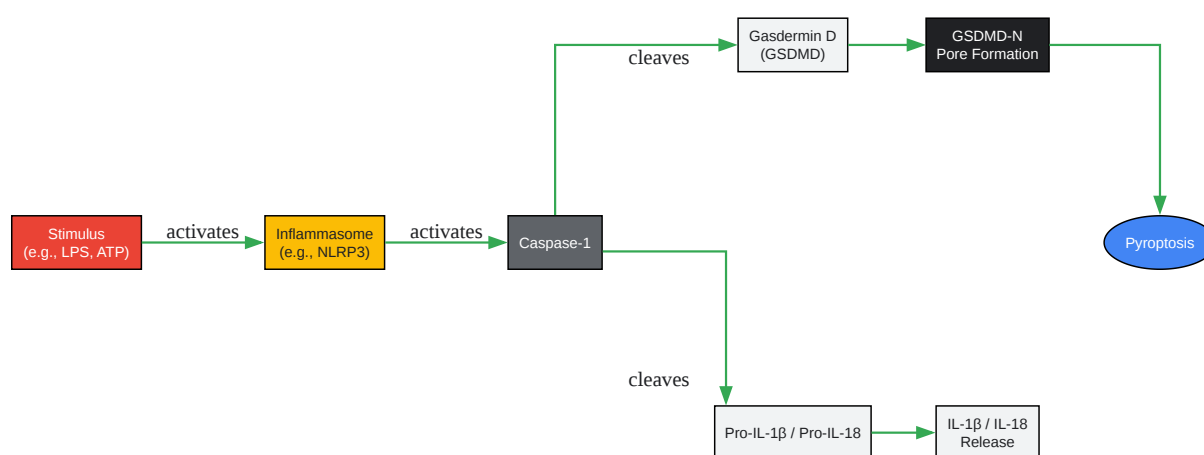 Gasdermin D
(GSDMD)
GSDMD-N
Pore Formation
cleaves
Stimulus
(e.g., LPS, ATP)
activates
Inflammasome
(e.g., NLRP3)
activates
Caspase-1
Pyroptosis
cleaves
Pro-IL-1β / Pro-IL-18
IL-1β / IL-18
Release